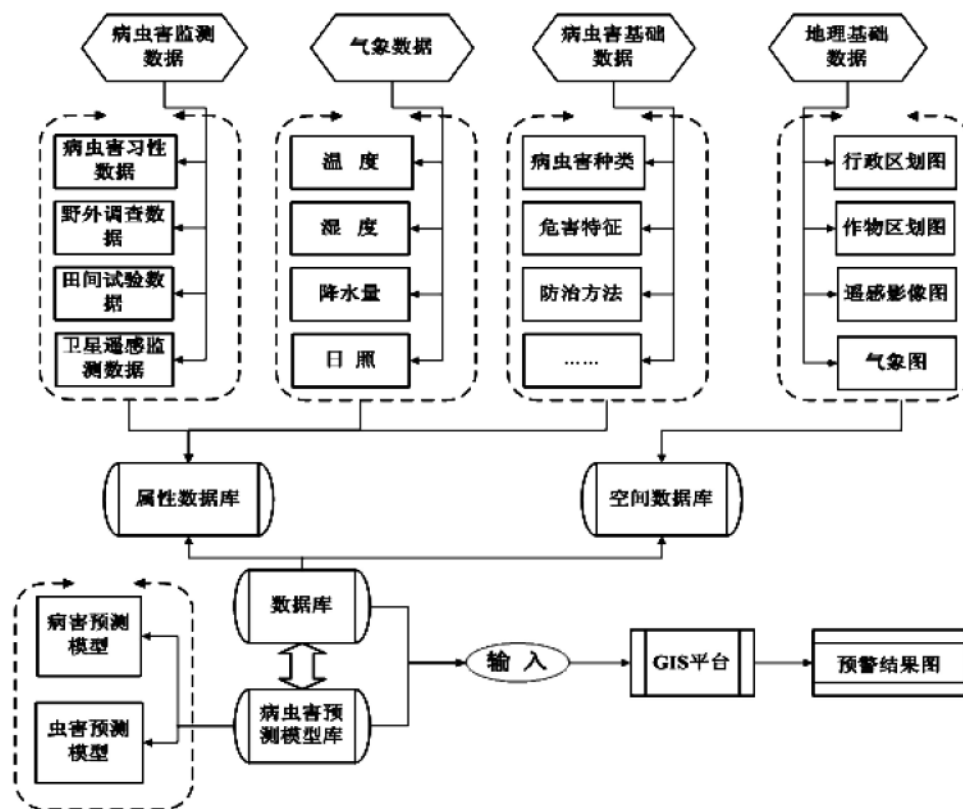 病虫害监测
数据
气象数据
病虫害基础
数据
地理基础
数据
病虫害习性
数据
野外调查数
据
田间试验数
据
卫星遥感监
测数据
温 度
湿 度
降水量
日 照
病虫害种类
危害特征
防治方法
……
行政区划图
作物区划图
遥感影像图
气象图
属性数据库
空间数据库
数据库
病害预测
模型
虫害预测
模型
病虫害预
测模型库
输 入
GIS平台
预警结果图